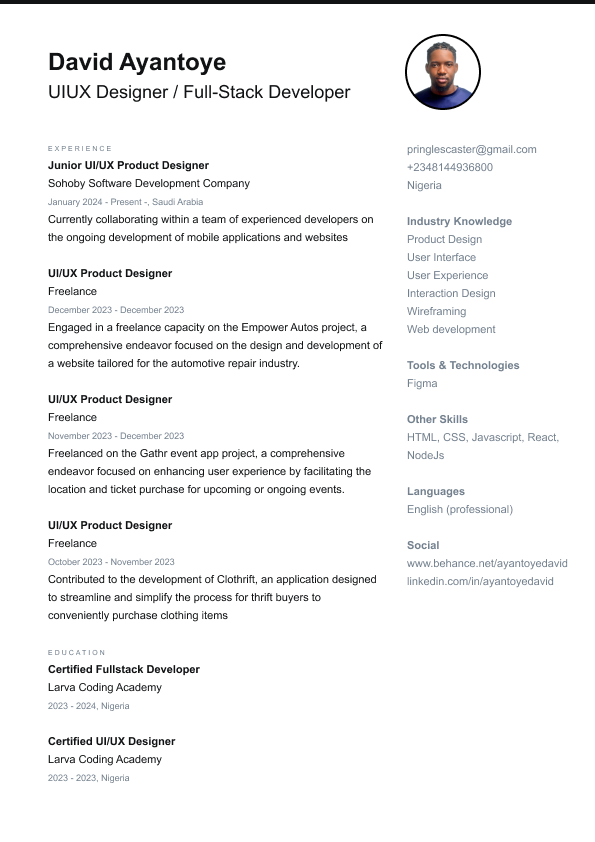 David Ayantoye
UIUX Designer / Full-Stack Developer
EXPERIENCE
Junior UI/UX Product Designer
Sohoby Software Development Company
January 2024 - Present -, Saudi Arabia
Currently collaborating within a team of experienced developers on
the ongoing development of mobile applications and websites
UI/UX Product Designer
Freelance
December 2023 - December 2023
Engaged in a freelance capacity on the Empower Autos project, a
comprehensive endeavor focused on the design and development of
a website tailored for the automotive repair industry.
UI/UX Product Designer
Freelance
November 2023 - December 2023
Freelanced on the Gathr event app project, a comprehensive
endeavor focused on enhancing user experience by facilitating the
location and ticket purchase for upcoming or ongoing events.
UI/UX Product Designer
Freelance
October 2023 - November 2023
Contributed to the development of Clothrift, an application designed
to streamline and simplify the process for thrift buyers to
conveniently purchase clothing items
EDUCATION
Certified Fullstack Developer
Larva Coding Academy
2023 - 2024, Nigeria
Certified UI/UX Designer
Larva Coding Academy
2023 - 2023, Nigeria
pringlescaster@gmail.com
+2348144936800
Nigeria
Industry Knowledge
Product Design
User Interface
User Experience
Interaction Design
Wireframing
Web development
Tools & Technologies
Figma
Other Skills
HTML, CSS, Javascript, React,
NodeJs
Languages
English (professional)
Social
www.behance.net/ayantoyedavid
linkedin.com/in/ayantoyedavid